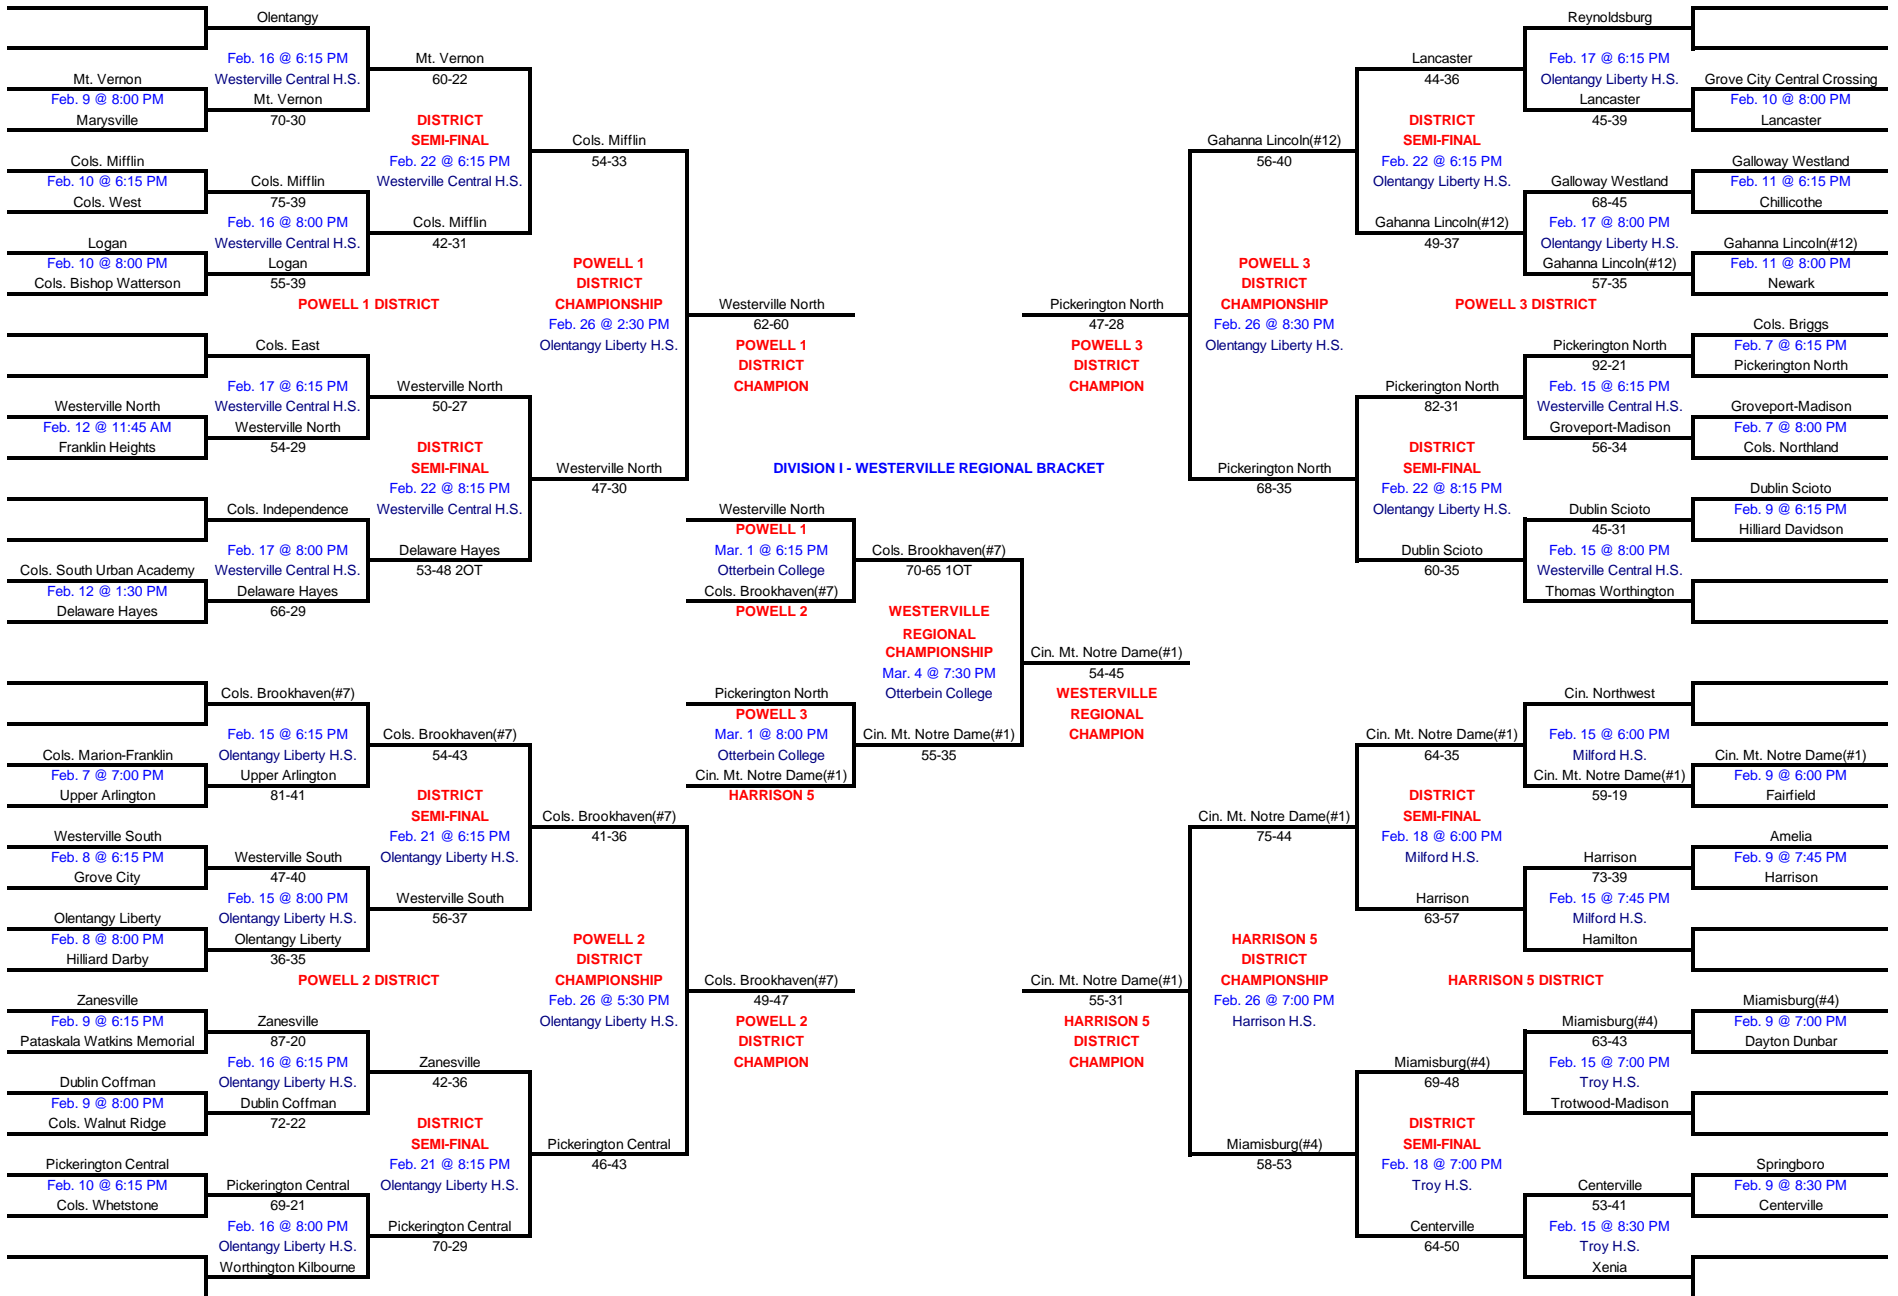 Olentangy
Feb. 16 @ 6:15 PM
Mt. Vernon
Mt. Vernon
Westerville Central H.S.
60-22
Feb. 9 @ 8:00 PM
Mt. Vernon
Marysville
70-30
DISTRICT
SEMI-FINAL
Cols. Mifflin
Cols. Mifflin
54-33
Feb. 22 @ 6:15 PM
Westerville Central H.S.
Feb. 10 @ 6:15 PM
Cols. Mifflin
Cols. West
75-39
Feb. 16 @ 8:00 PM
Cols. Mifflin
Logan
Westerville Central H.S.
42-31
Feb. 10 @ 8:00 PM
Logan
Cols. Bishop Watterson
55-39
POWELL 1 DISTRICT
POWELL 1
DISTRICT
CHAMPIONSHIP
Feb. 26 @ 2:30 PM
Olentangy Liberty H.S.
Westerville North
62-60
POWELL 1
DISTRICT
CHAMPION
Cols. East
Feb. 17 @ 6:15 PM
Westerville North
Westerville North
Westerville Central H.S.
50-27
Feb. 12 @ 11:45 AM
Westerville North
Franklin Heights
54-29
DISTRICT
SEMI-FINAL
Westerville North
47-30
Feb. 22 @ 8:15 PM
Westerville Central H.S.
Cols. Independence
Feb. 17 @ 8:00 PM
Delaware Hayes
Cols. South Urban Academy
Westerville Central H.S.
53-48 2OT
Feb. 12 @ 1:30 PM
Delaware Hayes
Delaware Hayes
66-29
Reynoldsburg
Lancaster
Feb. 17 @ 6:15 PM
44-36
Olentangy Liberty H.S.
Grove City Central Crossing
Lancaster
Feb. 10 @ 8:00 PM
45-39
Lancaster
DISTRICT
SEMI-FINAL
Gahanna Lincoln(#12)
56-40
Feb. 22 @ 6:15 PM
Olentangy Liberty H.S.
Galloway Westland
Galloway Westland
Feb. 11 @ 6:15 PM
68-45
Chillicothe
Gahanna Lincoln(#12)
Feb. 17 @ 8:00 PM
49-37
Olentangy Liberty H.S.
Gahanna Lincoln(#12)
Gahanna Lincoln(#12)
Feb. 11 @ 8:00 PM
57-35
Newark
POWELL 3
DISTRICT
CHAMPIONSHIP
Feb. 26 @ 8:30 PM
Olentangy Liberty H.S.
POWELL 3 DISTRICT
Pickerington North
47-28
POWELL 3
DISTRICT
CHAMPION
Cols. Briggs
Pickerington North
Feb. 7 @ 6:15 PM
92-21
Pickerington North
Pickerington North
Feb. 15 @ 6:15 PM
82-31
Westerville Central H.S.
Groveport-Madison
Groveport-Madison
Feb. 7 @ 8:00 PM
56-34
Cols. Northland
DISTRICT
SEMI-FINAL
Pickerington North
68-35
Feb. 22 @ 8:15 PM
Olentangy Liberty H.S.
Dublin Scioto
Dublin Scioto
Feb. 9 @ 6:15 PM
45-31
Hilliard Davidson
Dublin Scioto
Feb. 15 @ 8:00 PM
60-35
Westerville Central H.S.
Thomas Worthington
DIVISION I - WESTERVILLE REGIONAL BRACKET
Westerville North
POWELL 1
Mar. 1 @ 6:15 PM
Cols. Brookhaven(#7)
Otterbein College
70-65 1OT
Cols. Brookhaven(#7)
POWELL 2
WESTERVILLE
REGIONAL
CHAMPIONSHIP
Mar. 4 @ 7:30 PM
Otterbein College
Cin. Mt. Notre Dame(#1)
54-45
WESTERVILLE
REGIONAL
CHAMPION
Pickerington North
POWELL 3
Mar. 1 @ 8:00 PM
Cin. Mt. Notre Dame(#1)
Otterbein College
55-35
Cin. Mt. Notre Dame(#1)
HARRISON 5
Cols. Brookhaven(#7)
Feb. 15 @ 6:15 PM
Cols. Brookhaven(#7)
Cols. Marion-Franklin
Olentangy Liberty H.S.
54-43
Feb. 7 @ 7:00 PM
Upper Arlington
Upper Arlington
81-41
DISTRICT
SEMI-FINAL
Cols. Brookhaven(#7)
41-36
Feb. 21 @ 6:15 PM
Olentangy Liberty H.S.
Westerville South
Feb. 8 @ 6:15 PM
Westerville South
Grove City
47-40
Feb. 15 @ 8:00 PM
Westerville South
Olentangy Liberty
Olentangy Liberty H.S.
56-37
Feb. 8 @ 8:00 PM
Olentangy Liberty
Hilliard Darby
36-35
POWELL 2 DISTRICT
POWELL 2
DISTRICT
CHAMPIONSHIP
Feb. 26 @ 5:30 PM
Olentangy Liberty H.S.
Cols. Brookhaven(#7)
49-47
POWELL 2
DISTRICT
CHAMPION
Zanesville
Feb. 9 @ 6:15 PM
Zanesville
Pataskala Watkins Memorial
87-20
Feb. 16 @ 6:15 PM
Zanesville
Dublin Coffman
Olentangy Liberty H.S.
42-36
Feb. 9 @ 8:00 PM
Dublin Coffman
Cols. Walnut Ridge
72-22
DISTRICT
SEMI-FINAL
Pickerington Central
46-43
Feb. 21 @ 8:15 PM
Olentangy Liberty H.S.
Pickerington Central
Feb. 10 @ 6:15 PM
Pickerington Central
Cols. Whetstone
69-21
Feb. 16 @ 8:00 PM
Pickerington Central
Olentangy Liberty H.S.
70-29
Worthington Kilbourne
Cin. Northwest
Cin. Mt. Notre Dame(#1)
Feb. 15 @ 6:00 PM
64-35
Milford H.S.
Cin. Mt. Notre Dame(#1)
Cin. Mt. Notre Dame(#1)
Feb. 9 @ 6:00 PM
59-19
Fairfield
DISTRICT
SEMI-FINAL
Cin. Mt. Notre Dame(#1)
75-44
Feb. 18 @ 6:00 PM
Milford H.S.
Amelia
Harrison
Feb. 9 @ 7:45 PM
73-39
Harrison
Harrison
Feb. 15 @ 7:45 PM
63-57
Milford H.S.
Hamilton
HARRISON 5
DISTRICT
CHAMPIONSHIP
Feb. 26 @ 7:00 PM
Harrison H.S.
HARRISON 5 DISTRICT
Cin. Mt. Notre Dame(#1)
55-31
HARRISON 5
DISTRICT
CHAMPION
Miamisburg(#4)
Miamisburg(#4)
Feb. 9 @ 7:00 PM
63-43
Dayton Dunbar
Miamisburg(#4)
Feb. 15 @ 7:00 PM
69-48
Troy H.S.
Trotwood-Madison
DISTRICT
SEMI-FINAL
Miamisburg(#4)
58-53
Feb. 18 @ 7:00 PM
Troy H.S.
Springboro
Centerville
Feb. 9 @ 8:30 PM
53-41
Centerville
Centerville
Feb. 15 @ 8:30 PM
64-50
Troy H.S.
Xenia